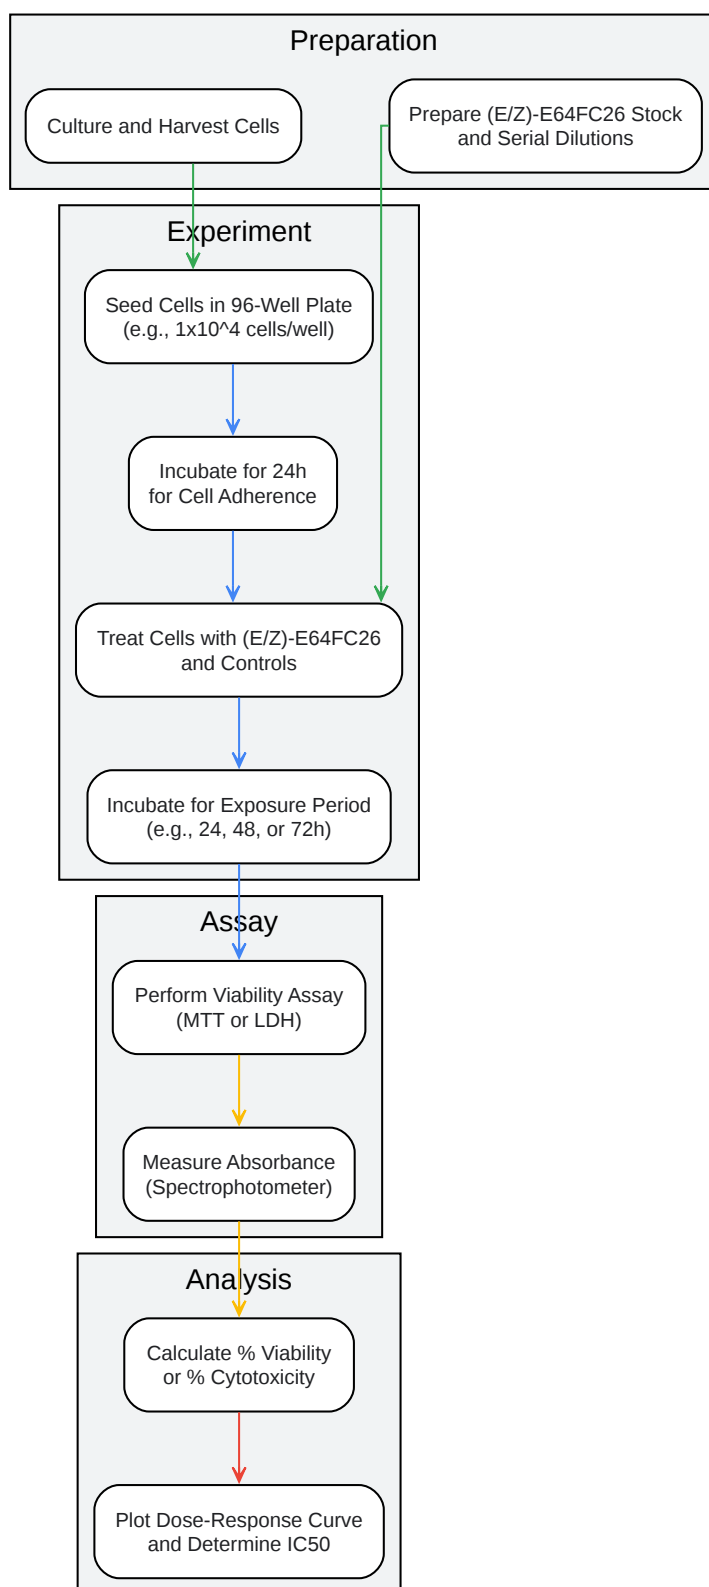 Preparation
Culture and Harvest Cells
Prepare (E/Z)-E64FC26 Stock
and Serial Dilutions
Experiment
Seed Cells in 96-Well Plate
(e.g., 1x10^4 cells/well)
Incubate for 24h
for Cell Adherence
Treat Cells with (E/Z)-E64FC26
and Controls
Incubate for Exposure Period
(e.g., 24, 48, or 72h)
Assay
Perform Viability Assay
(MTT or LDH)
Measure Absorbance
(Spectrophotometer)
Analysis
Calculate % Viability
or % Cytotoxicity
Plot Dose-Response Curve
and Determine IC50